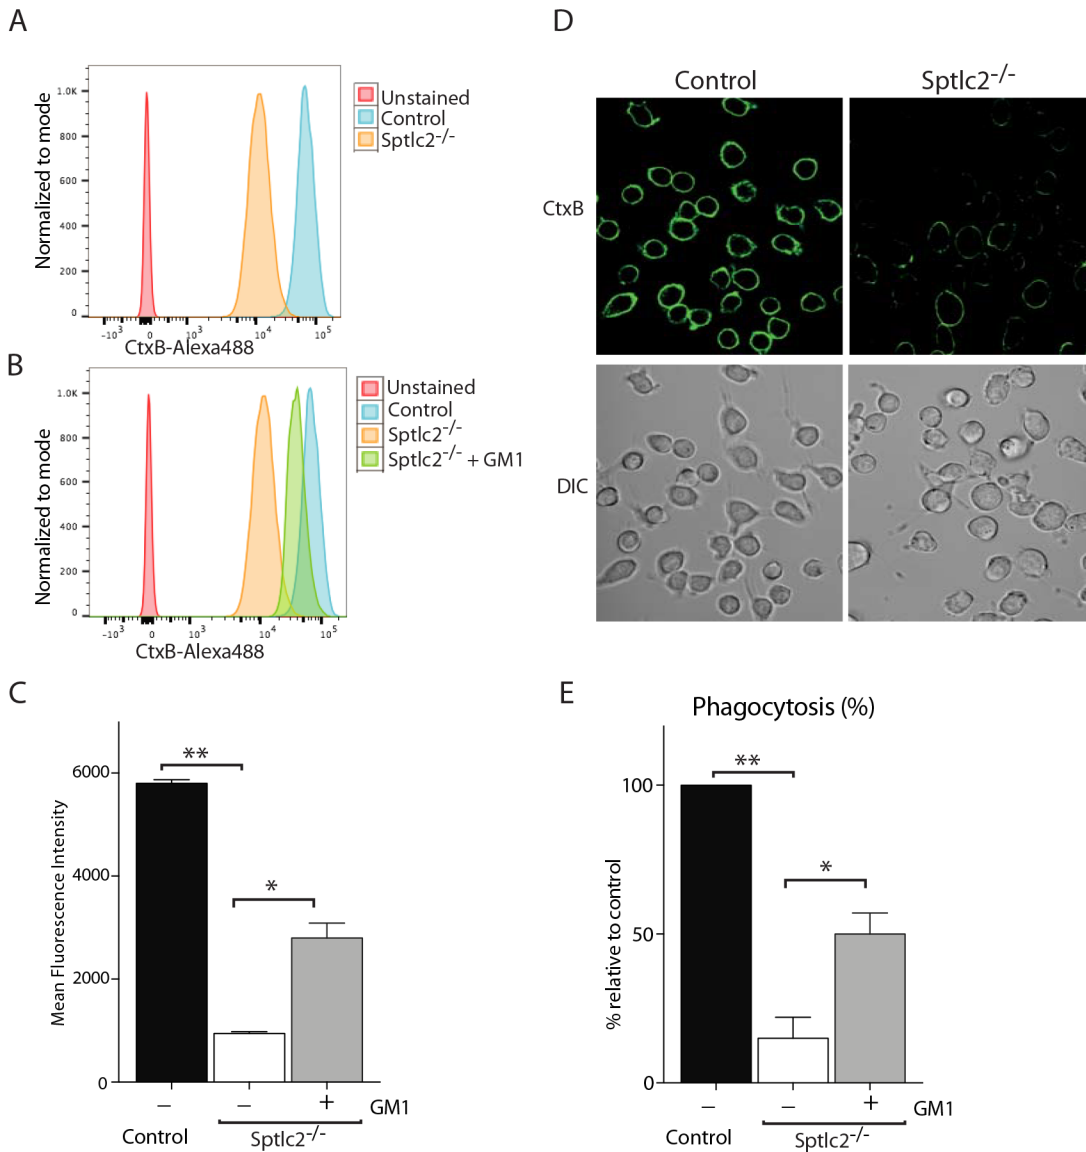 A
Normalized to mode
1.0K
800
600
400
200
0
-10³ 0 10³ 10⁴ 10⁵
CtxB-Alexa488
Unstained
Control
Sptlc2-/-
B
Normalized to mode
1.0K
800
600
400
200
0
-10³ 0 10³ 10⁴ 10⁵
CtxB-Alexa488
Unstained
Control
Sptlc2-/-
Sptlc2-/- + GM1
C
Mean Fluorescence Intensity
6000
4000
2000
0
**
*
– – + GM1
Control Sptlc2-/-
D
Control Sptlc2-/-
CtxB
DIC
E
Phagocytosis (%)
% relative to control
100
50
0
**
*
– – + GM1
Control Sptlc2-/-